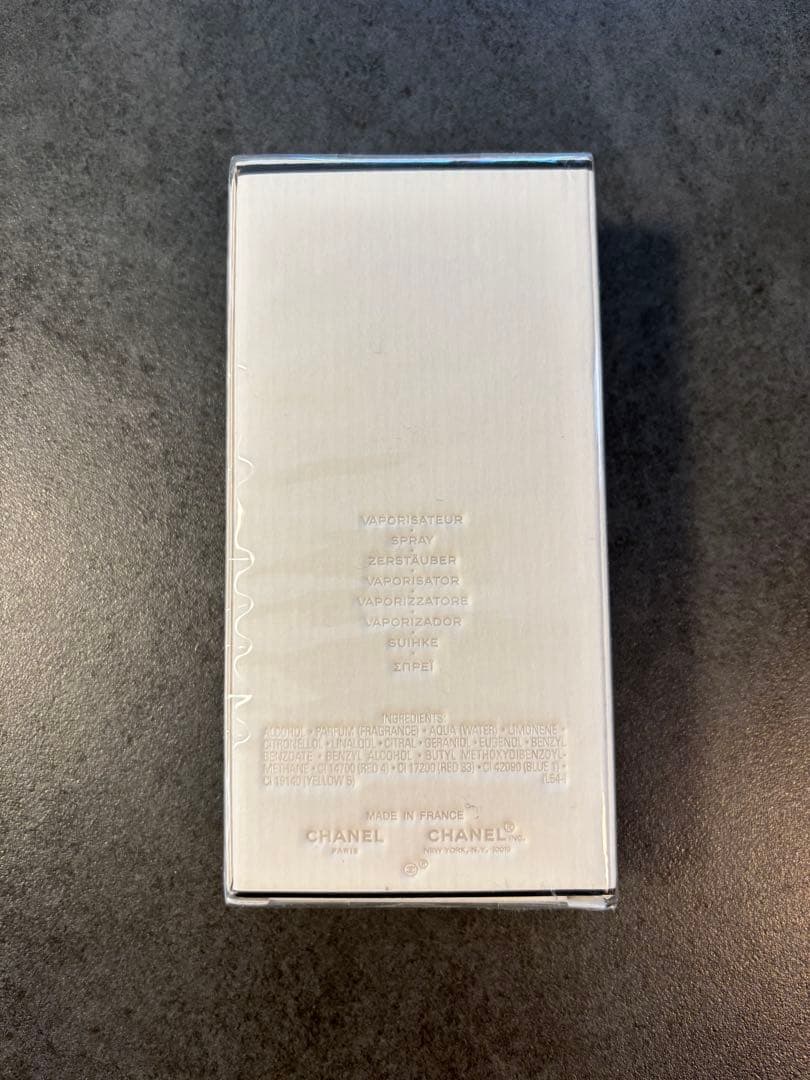 VAPORISATEUR
SPRAY
ZERSTÄUBER
VAPORISATOR
VAPORIZZATORE
VAPORIZADOR
SUIHKE
ΣΠΡΕΪ
INGREDIENTS:
ALCOHOL • PARFUM (FRAGRANCE) • AQUA (WATER) • LIMONENE •
CITRONELLOL • LINALOOL • CITRAL • GERANIOL • EUGENOL • BENZYL
BENZOATE • BENZYL ALCOHOL • BUTYL METHOXYDIBENZOYL-
METHANE • CI 14700 (RED 4) • CI 17200 (RED 33) • CI 42090 (BLUE 1) •
CI 19140 (YELLOW 5)
MADE IN FRANCE
CHANEL CHANEL® INC.
PARIS NEW YORK, N.Y. 10019